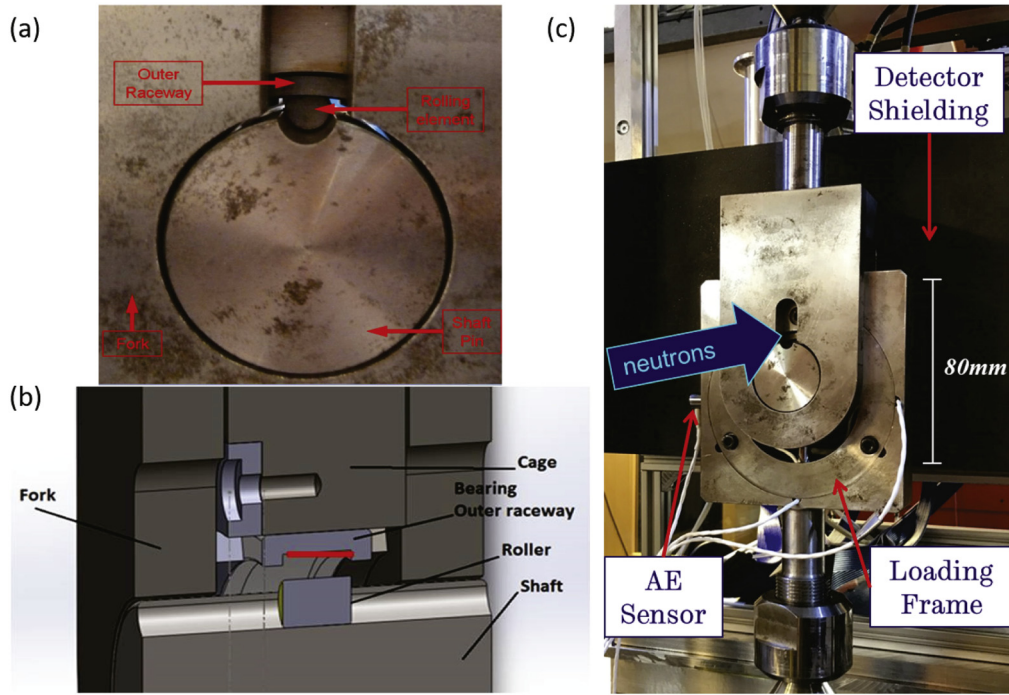 (a)
Outer
Raceway
Rolling
element
Fork
Shaft
Pin
(b)
Fork
Cage
Bearing
Outer raceway
Roller
Shaft
(c)
Detector
Shielding
neutrons
80mm
AE
Sensor
Loading
Frame